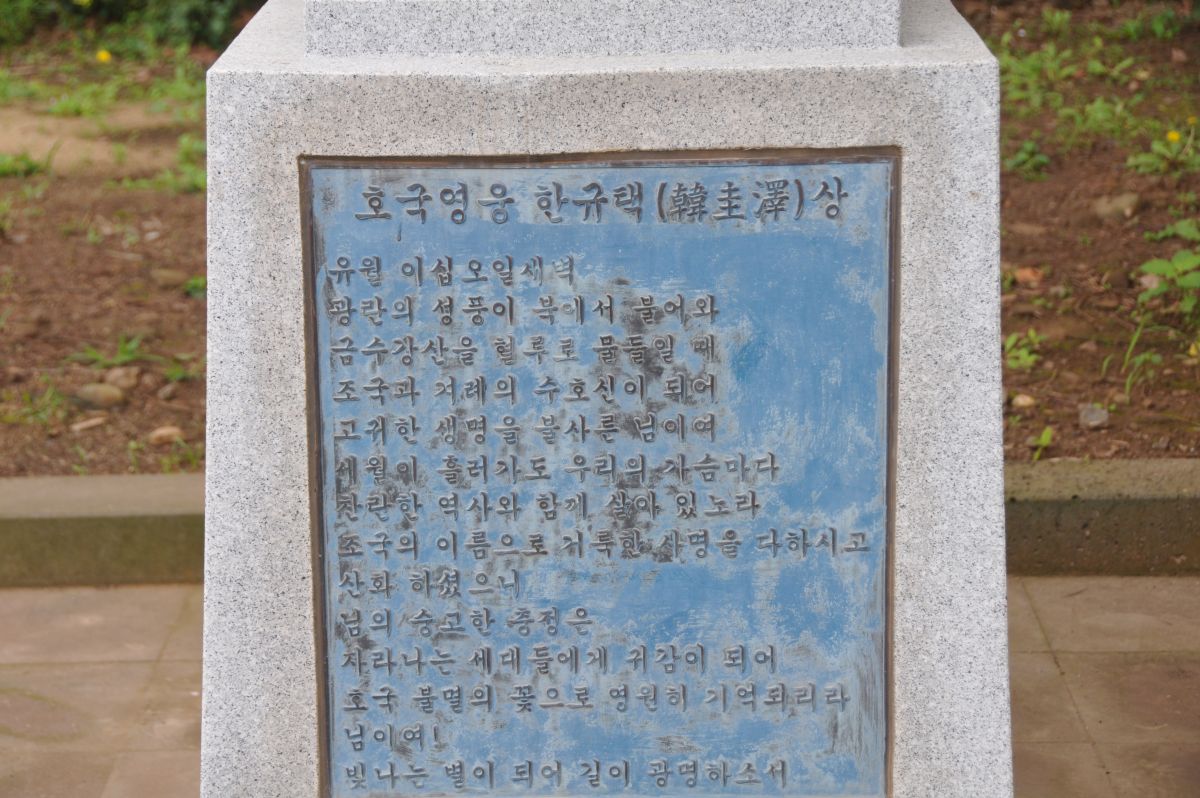 호국영웅 한규택(韓圭澤)상
유월 이십오일새벽
광란의 셩풍이 북에서 불어와
금수강산을 혈루로 물들일 때
조국과 겨레의 수호신이 되어
고귀한 생명을 불사른 님이여
세월이 흘러가도 우리의 가슴마다
찬란한 역사와 함께 살아 있노라
조국의 이름으로 거룩한 사명을 다하시고
산화 하셨으니
님의 숭고한 충정은
자라나는 세대들에게 귀감이 되어
호국 불멸의 꽃으로 영원히 기억되리라
님이여!
빛나는 별이 되어 길이 광명하소서